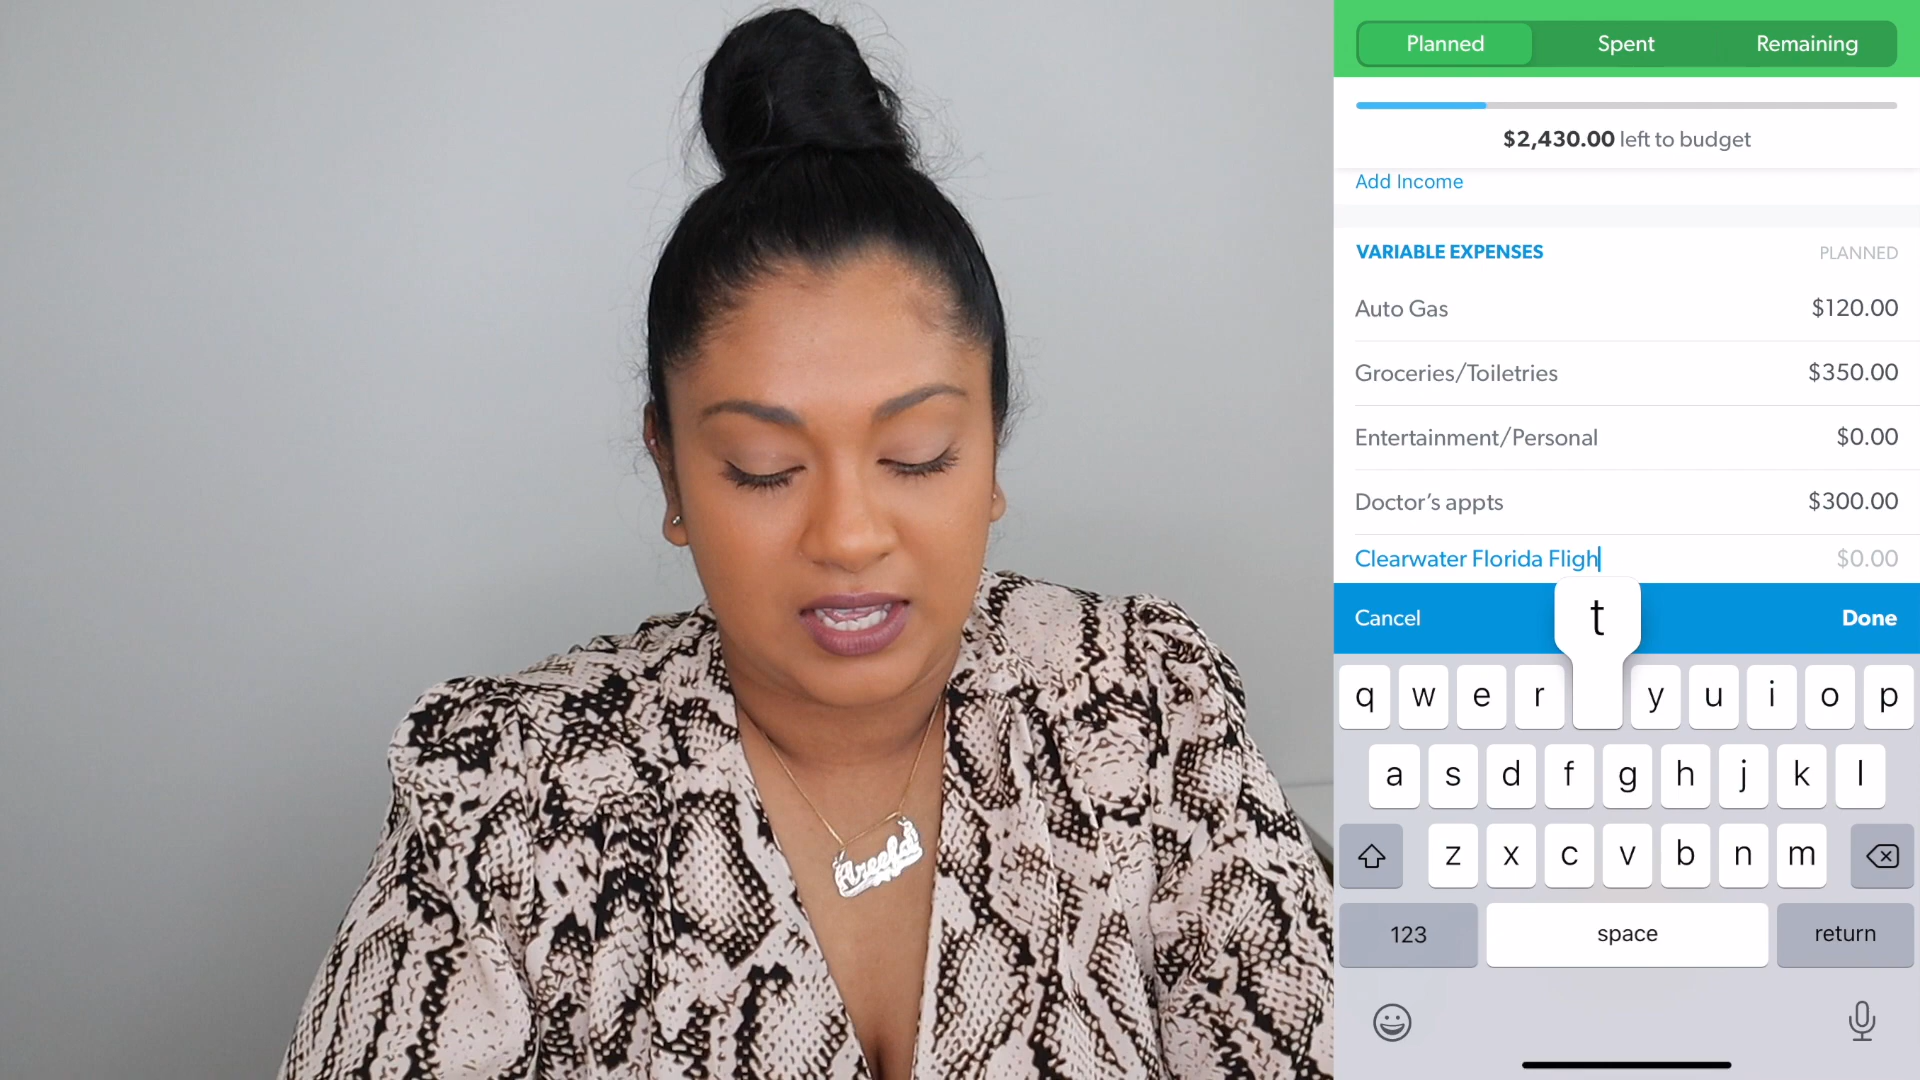 Planned Spent Remaining
$2,430.00 left to budget
Add Income
VARIABLE EXPENSES PLANNED
Auto Gas $120.00
Groceries/Toiletries $350.00
Entertainment/Personal $0.00
Doctor's appts $300.00
Clearwater Florida Fligh $0.00
Cancel t Done
q w e r y u i o p
a s d f g h j k l
z x c v b n m
123 space return
Areefa